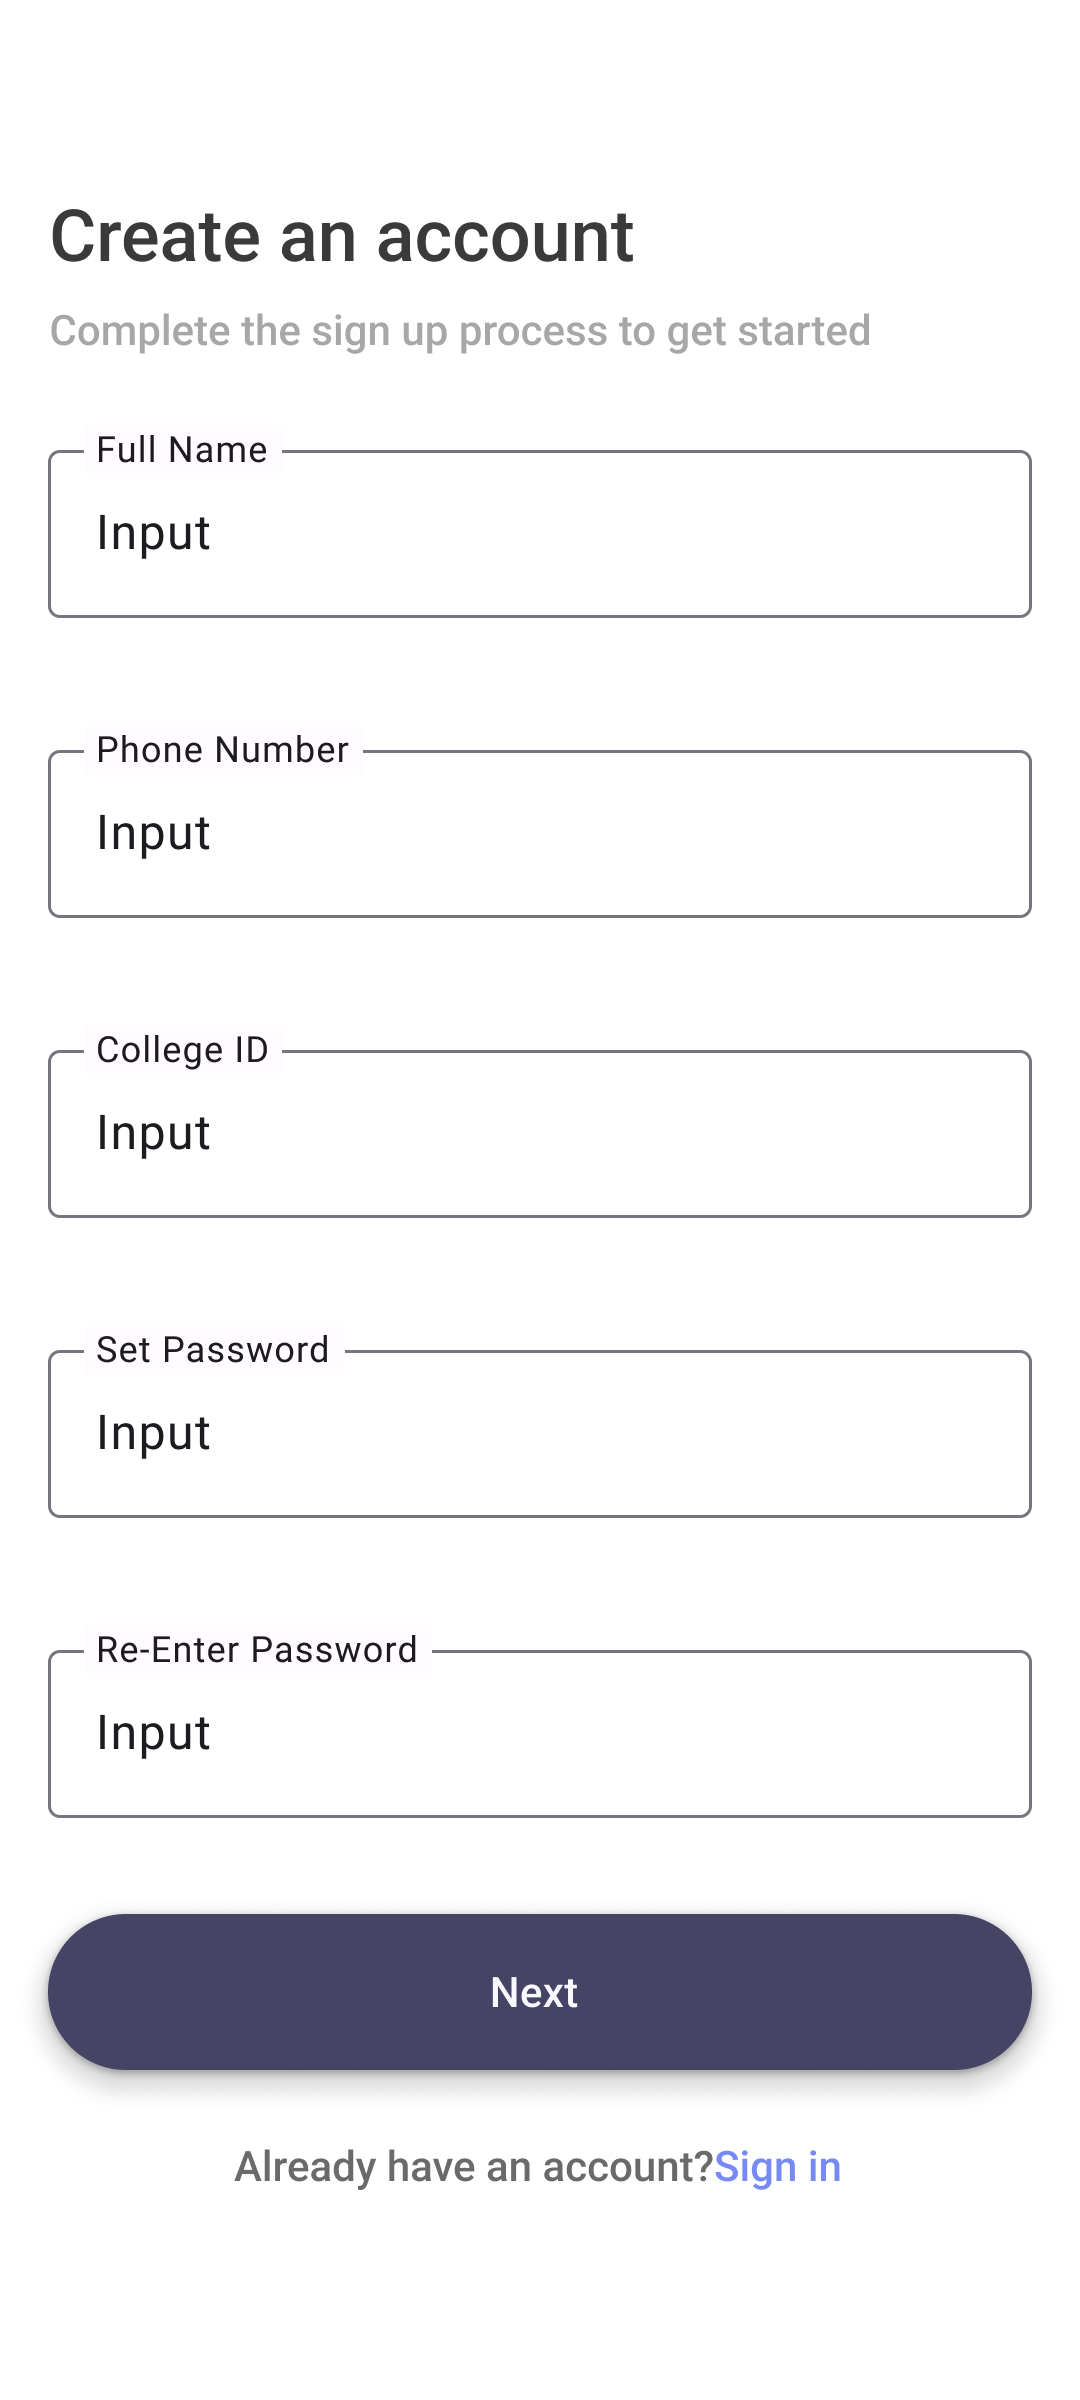 Create an account
Complete the sign up process to get started
Full Name
Input
Phone Number
Input
College ID
Input
Set Password
Input
Re-Enter Password
Input
Next
Already have an account?Sign in